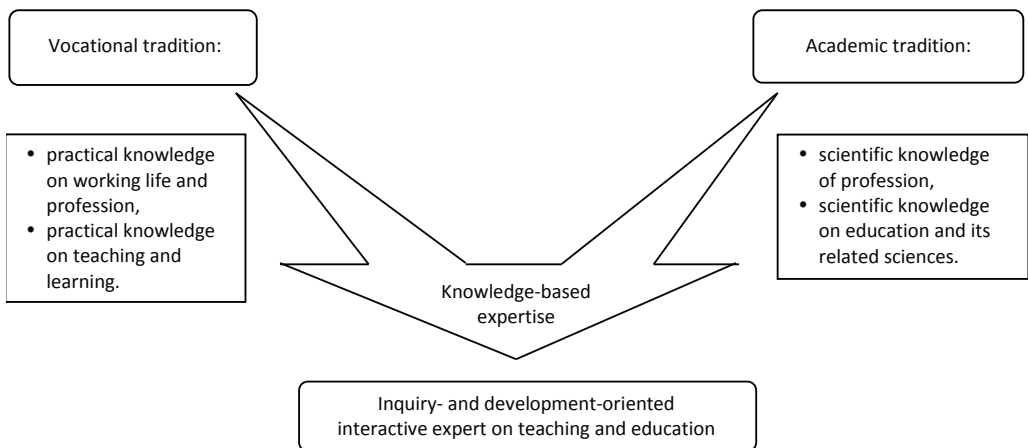 Vocational tradition:
Academic tradition:
• practical knowledge
on working life and
profession,
• practical knowledge
on teaching and
learning.
• scientific knowledge
of profession,
• scientific knowledge
on education and its
related sciences.
Knowledge-based
expertise
Inquiry- and development-oriented
interactive expert on teaching and education